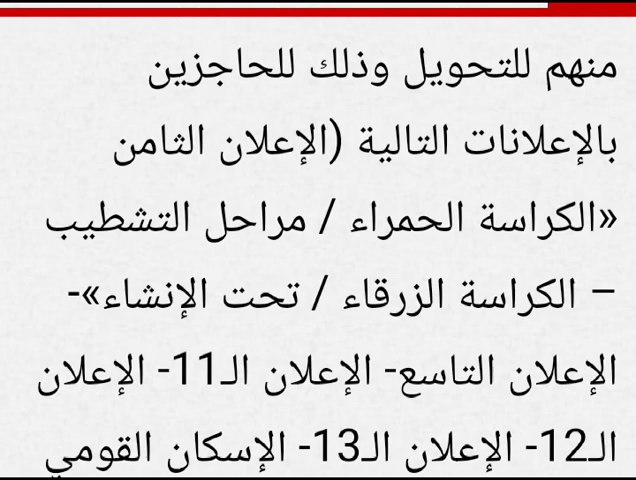 منهم للتحويل وذلك للحاجزين
بالإعلانات التالية (الإعلان الثامن
«الكراسة الحمراء / مراحل التشطيب
– الكراسة الزرقاء / تحت الإنشاء»-
الإعلان التاسع- الإعلان الـ11- الإعلان
الـ12- الإعلان الـ13- الإسكان القومي